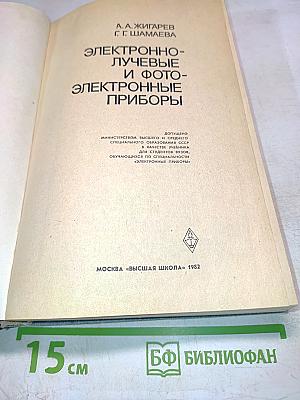 А. А. ЖИГАРЕВ
Г. Г. ШАМАЕВА
ЭЛЕКТРОННО-
ЛУЧЕВЫЕ
И ФОТО-
ЭЛЕКТРОННЫЕ
ПРИБОРЫ
ДОПУЩЕНО
МИНИСТЕРСТВОМ ВЫСШЕГО И СРЕДНЕГО
СПЕЦИАЛЬНОГО ОБРАЗОВАНИЯ СССР
В КАЧЕСТВЕ УЧЕБНИКА
ДЛЯ СТУДЕНТОВ ВУЗОВ,
ОБУЧАЮЩИХСЯ ПО СПЕЦИАЛЬНОСТИ
«ЭЛЕКТРОННЫЕ ПРИБОРЫ»
МОСКВА «ВЫСШАЯ ШКОЛА» 1982
15 см
БФ БИБЛИОФАН